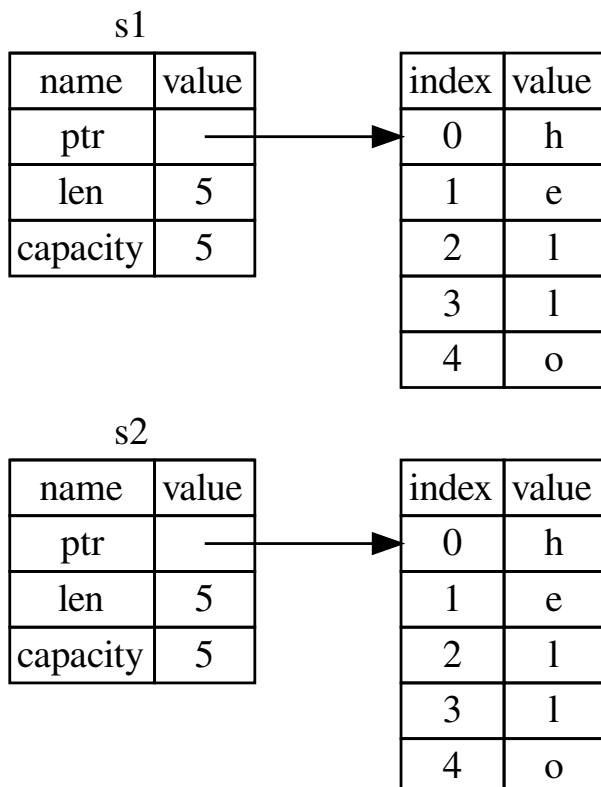 s1
name value
ptr
len 5
capacity 5
index value
0 h
1 e
2 l
3 l
4 o
s2
name value
ptr
len 5
capacity 5
index value
0 h
1 e
2 l
3 l
4 o